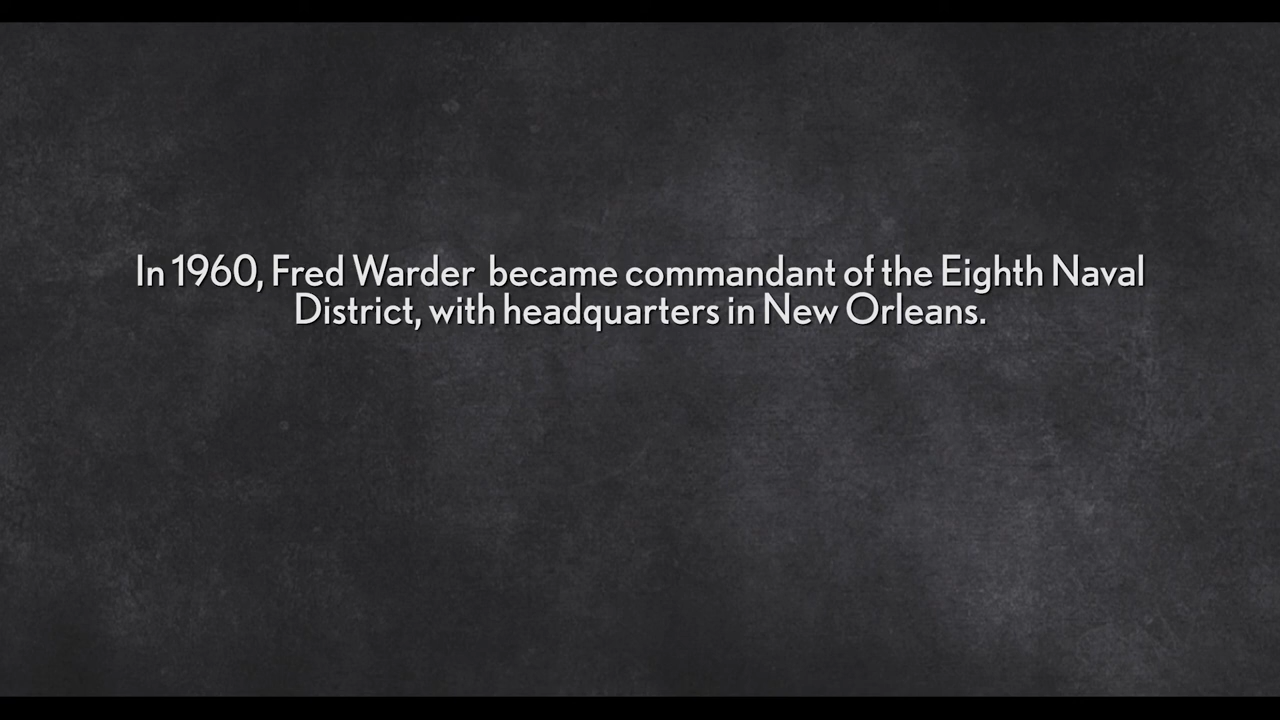 In 1960, Fred Warder became commandant of the Eighth Naval
District, with headquarters in New Orleans.